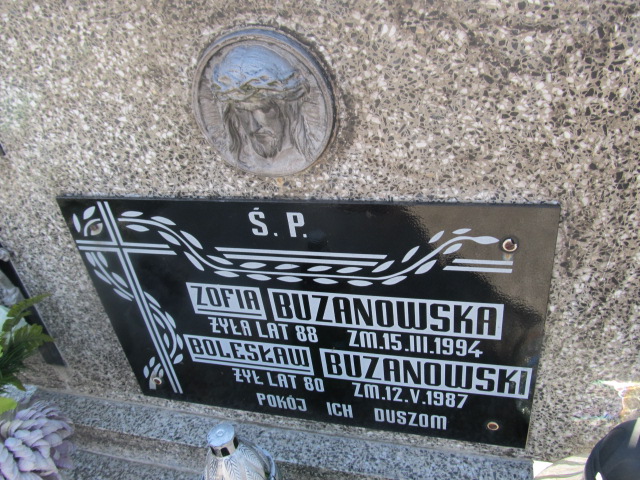 Ś. P.
ZOFIA BUZANOWSKA
ŻYŁA LAT 88 ZM.15.III.1994
BOLESŁAW BUZANOWSKI
ŻYŁ LAT 80 ZM.12.V.1987
POKÓJ ICH DUSZOM